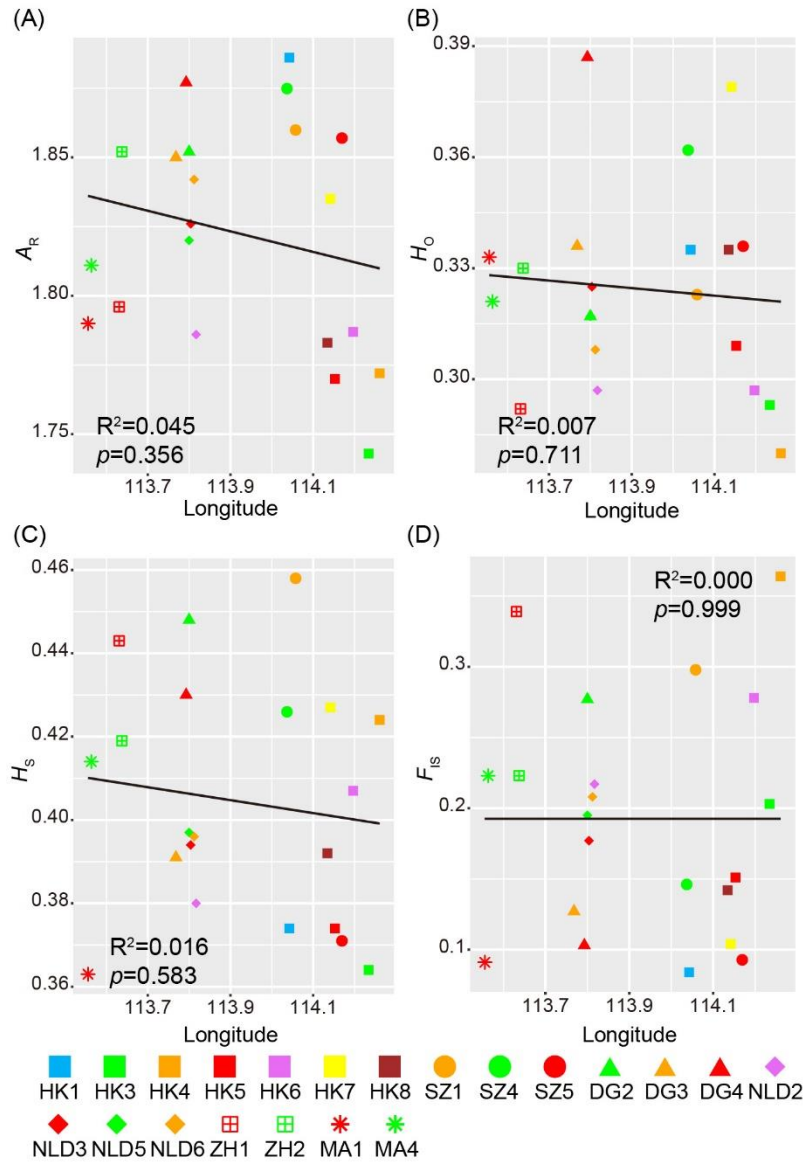 (A)
1.85
1.80
1.75
AR
R²=0.045
p=0.356
113.7 113.9 114.1
Longitude
(B)
0.39
0.36
0.33
0.30
HO
R²=0.007
p=0.711
113.7 113.9 114.1
Longitude
(C)
0.46
0.44
0.42
0.40
0.38
0.36
HS
R²=0.016
p=0.583
113.7 113.9 114.1
Longitude
(D)
R²=0.000
p=0.999
0.3
0.2
0.1
FIS
113.7 113.9 114.1
Longitude
HK1 HK3 HK4 HK5 HK6 HK7 HK8 SZ1 SZ4 SZ5 DG2 DG3 DG4 NLD2
NLD3 NLD5 NLD6 ZH1 ZH2 MA1 MA4